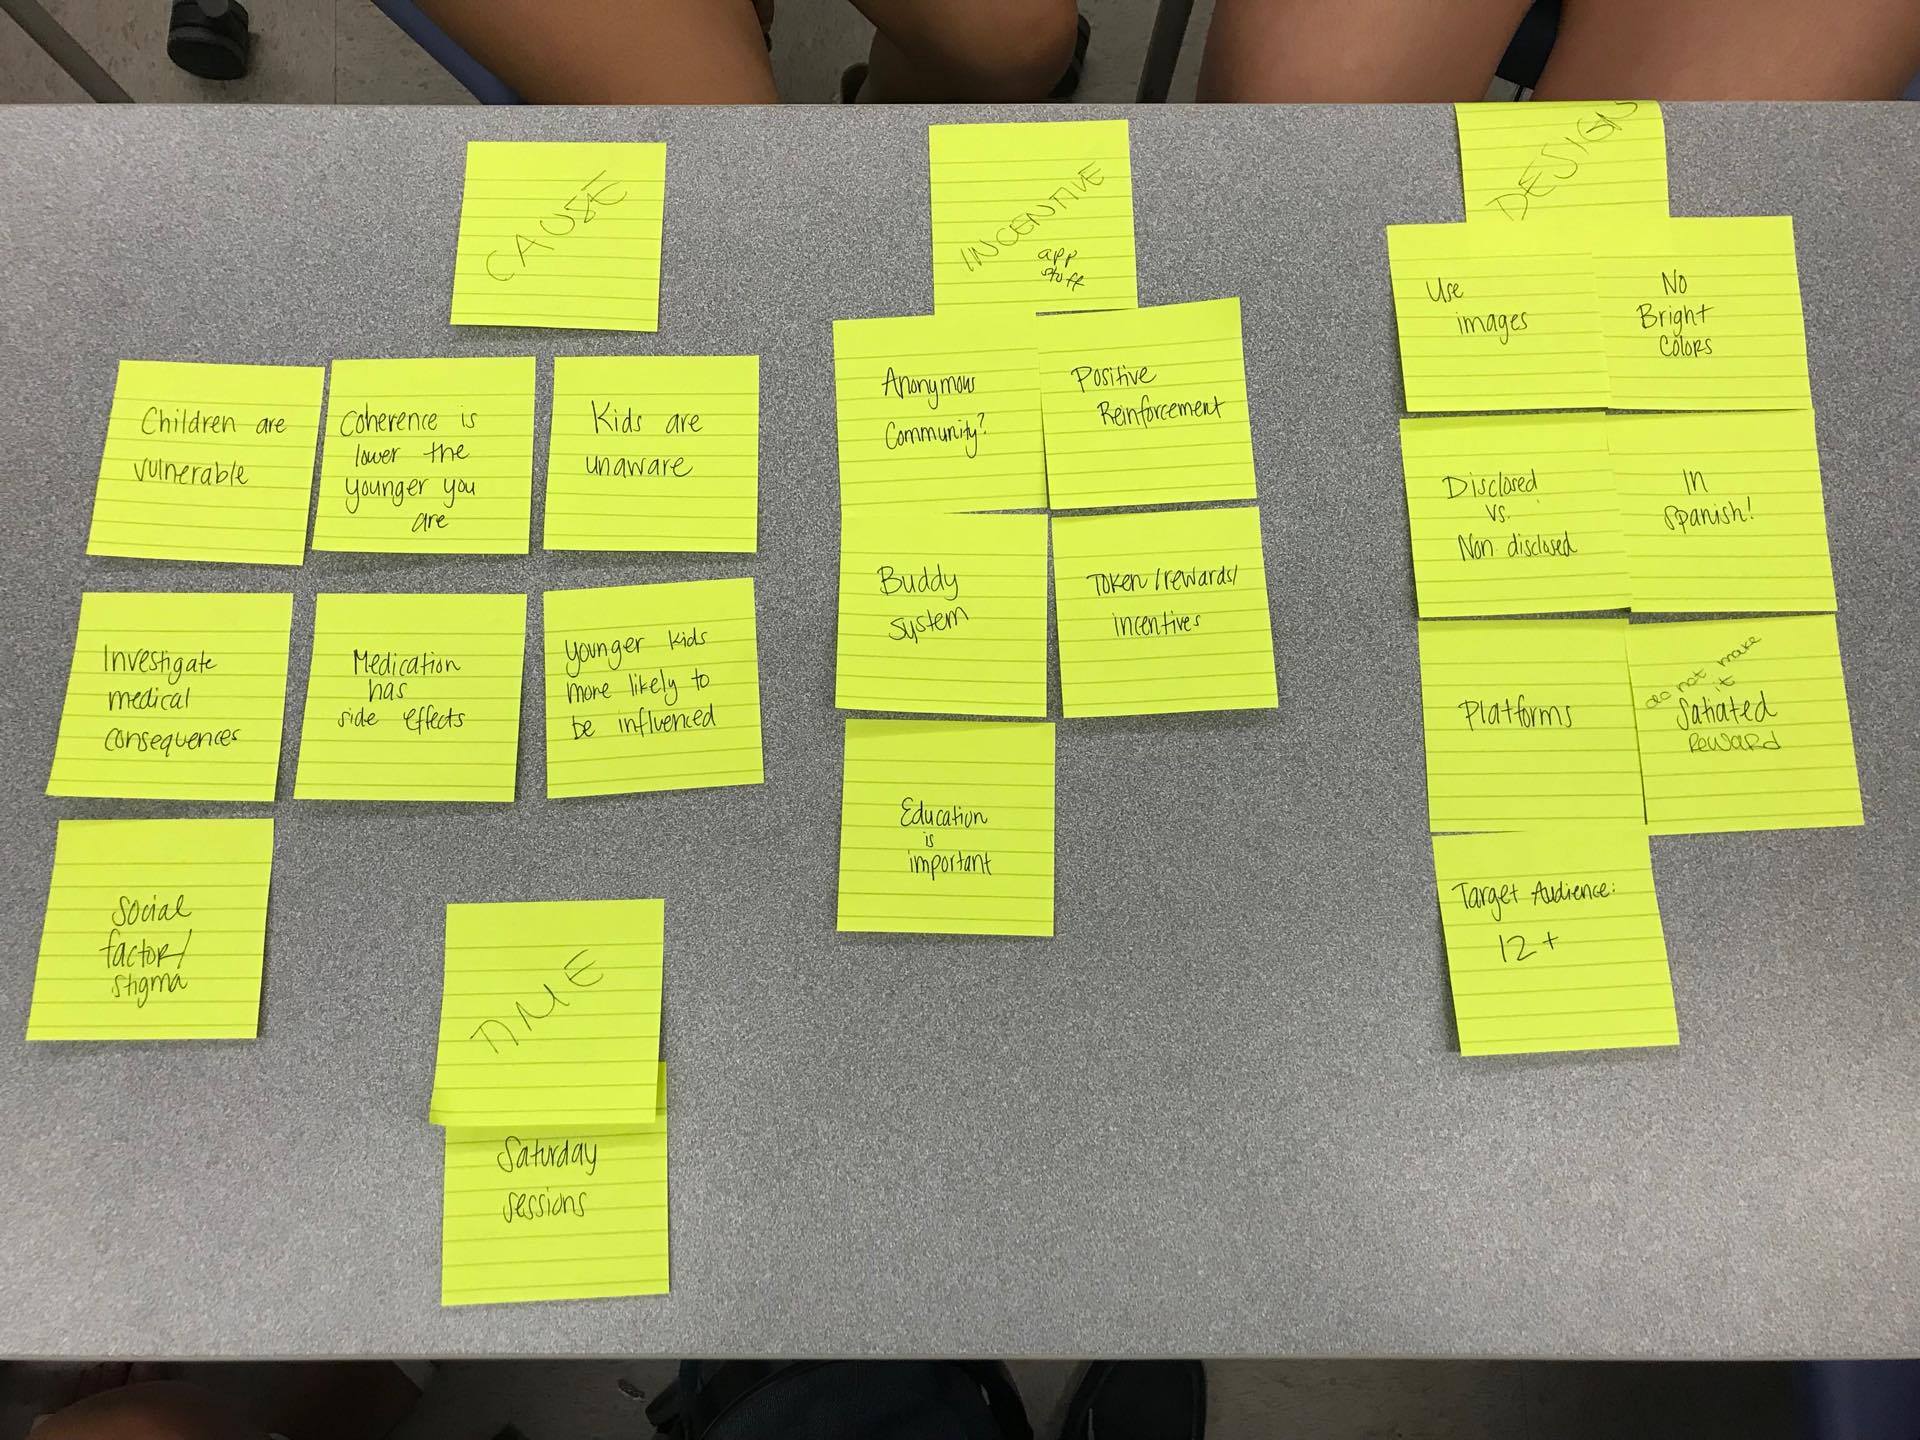 CAUSE
Children are
vulnerable
Coherence is
lower the
younger you
are
Kids are
unaware
Investigate
medical
consequences
Medication
has
side effects
younger kids
more likely to
be influenced
Social
factor/
stigma
TIME
Saturday
sessions
INCENTIVE
app
stuff
Anonymous
Community?
Positive
Reinforcement
Buddy
system
Token/rewards/
incentives
Education
is
important
DESIGN
Use
images
No
Bright
Colors
Disclosed
vs.
Non disclosed
In
Spanish!
Platforms
do not make
it
Satiated
Reward
Target Audience:
12+